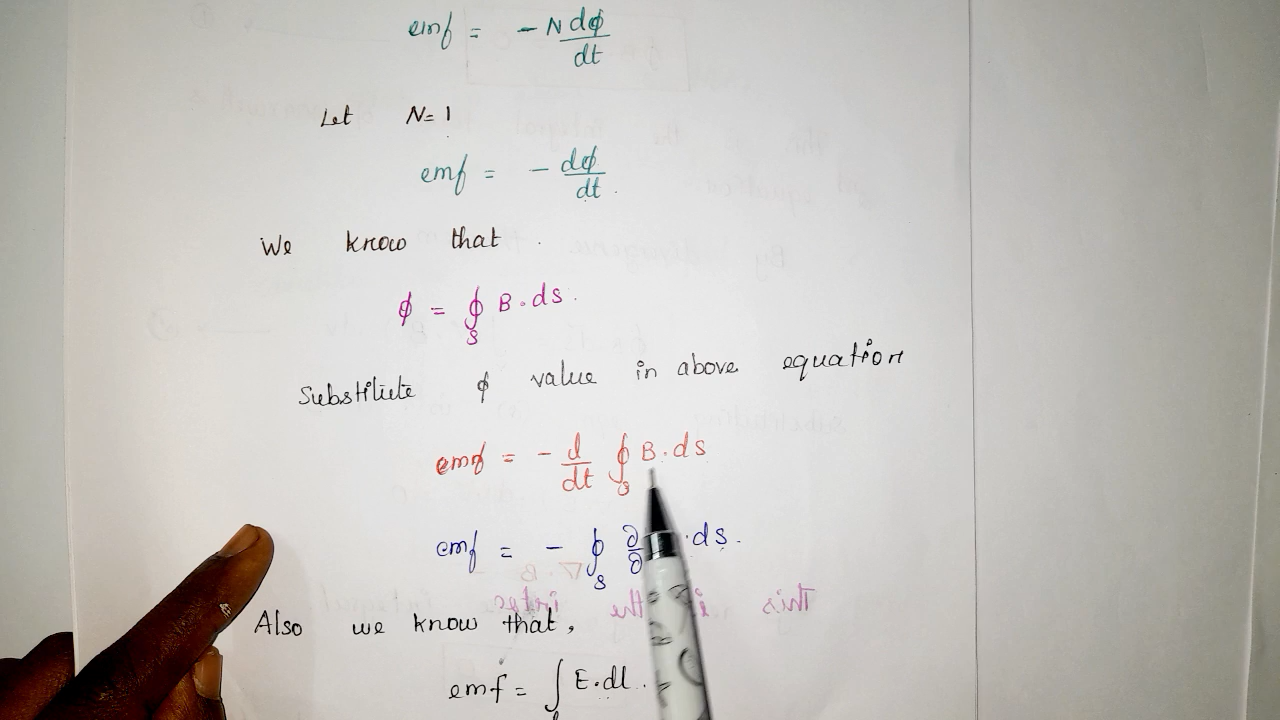 emf = - N dϕ/dt
Let N=1
emf = - dϕ/dt.
We know that.
ϕ = ∮S B.ds.
Substitute ϕ value in above equation
emf = - d/dt ∮S B.ds
emf = - ∮S ∂/∂ .ds.
Also we know that,
emf = ∫l E.dl.